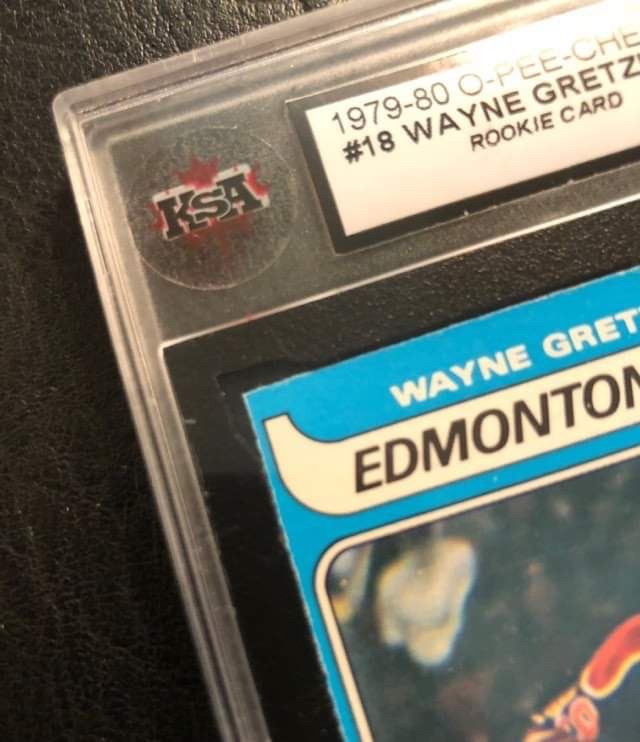 1979-80 O-PEE-CHE
#18 WAYNE GRETZ
ROOKIE CARD
KSA
WAYNE GRET
EDMONTON